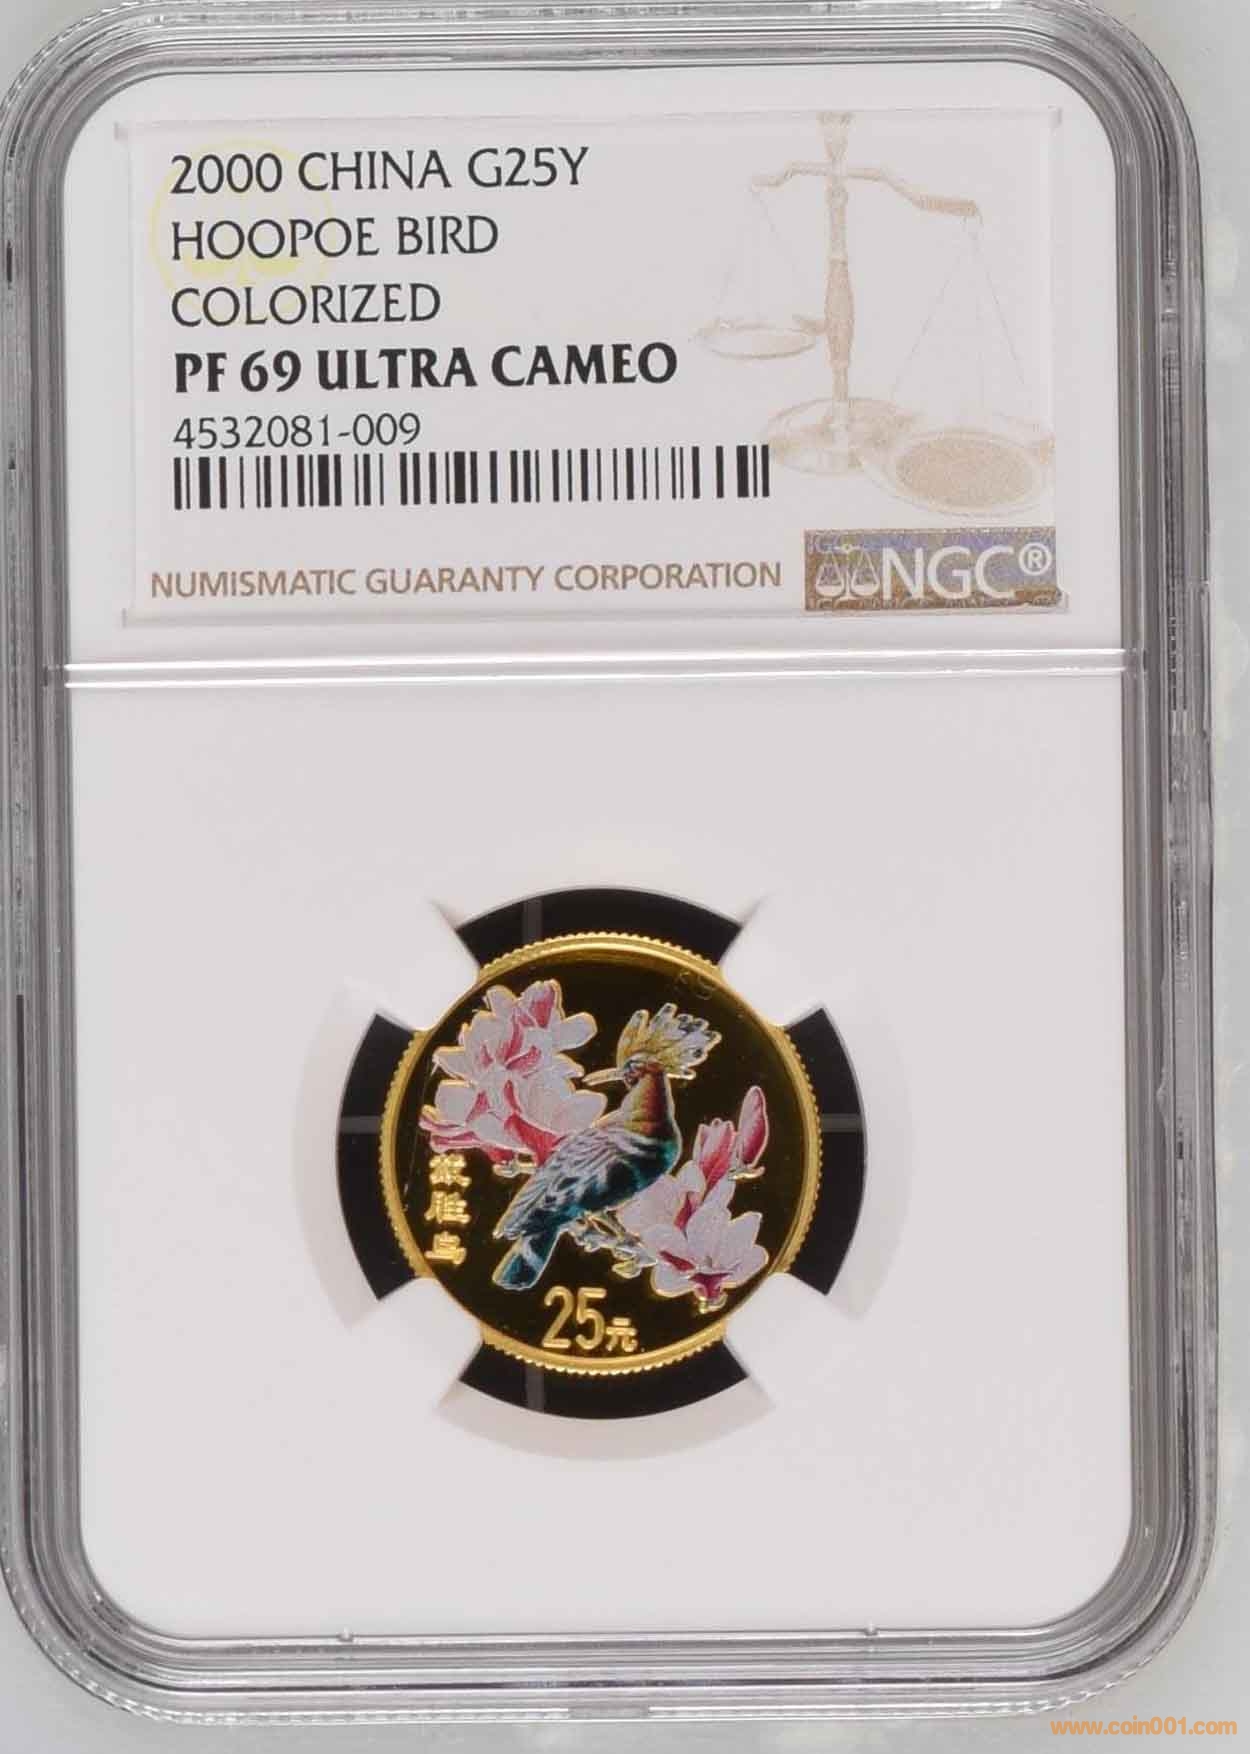 2000 CHINA G25Y
HOOPOE BIRD
COLORIZED
PF 69 ULTRA CAMEO
4532081-009
NUMISMATIC GUARANTY CORPORATION
NGC®
戴胜鸟
25元
www.coin001.com